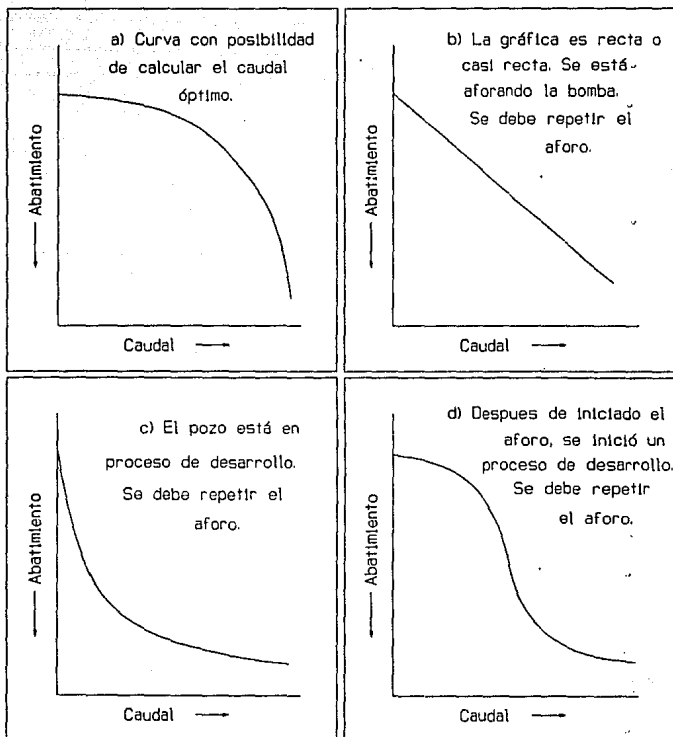 a) Curva con posibilidad
de calcular el caudal
óptimo.
Abatimiento
Caudal
b) La gráfica es recta o
casi recta. Se está
aforando la bomba.
Se debe repetir el
aforo.
Abatimiento
Caudal
c) El pozo está en
proceso de desarrollo.
Se debe repetir el
aforo.
Abatimiento
Caudal
d) Despues de iniciado el
aforo, se inició un
proceso de desarrollo.
Se debe repetir
el aforo.
Abatimiento
Caudal